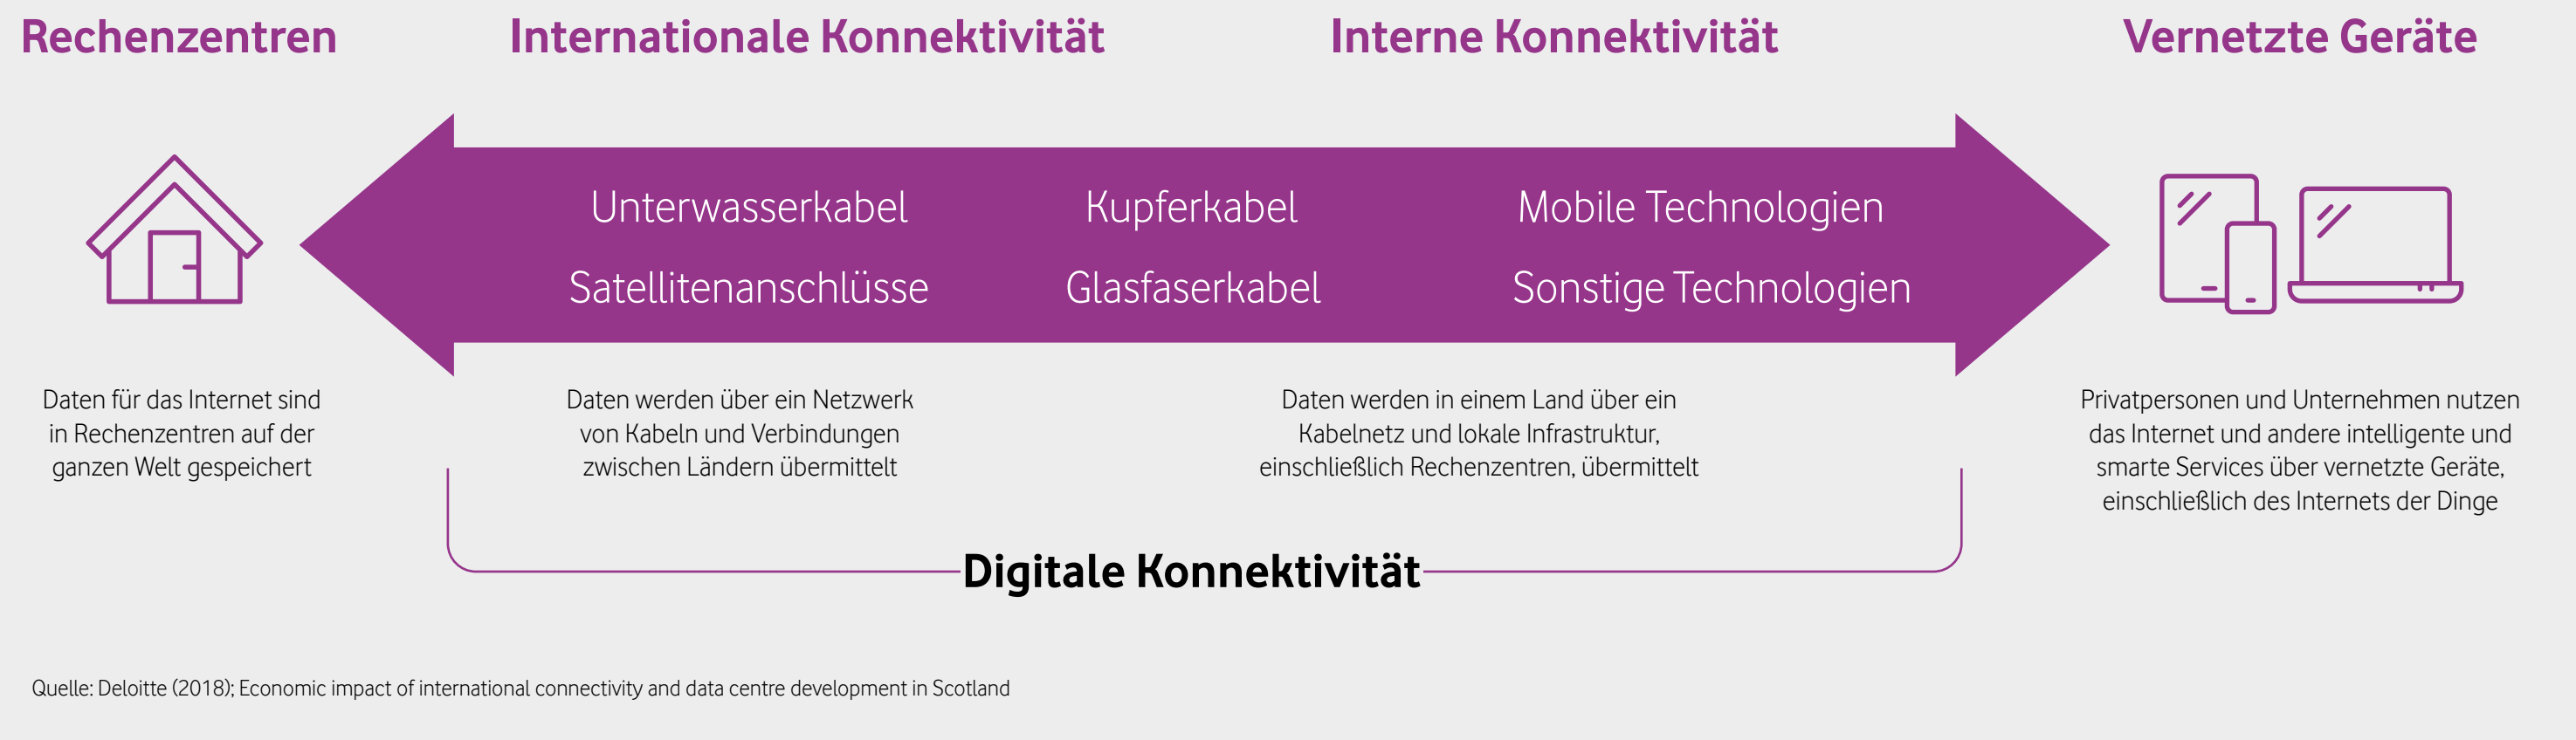 Rechenzentren
Internationale Konnektivität
Interne Konnektivität
Vernetzte Geräte
Unterwasserkabel
Kupferkabel
Mobile Technologien
Satellitenanschlüsse
Glasfaserkabel
Sonstige Technologien
Daten für das Internet sind
in Rechenzentren auf der
ganzen Welt gespeichert
Daten werden über ein Netzwerk
von Kabeln und Verbindungen
zwischen Ländern übermittelt
Daten werden in einem Land über ein
Kabelnetz und lokale Infrastruktur,
einschließlich Rechenzentren, übermittelt
Privatpersonen und Unternehmen nutzen
das Internet und andere intelligente und
smarte Services über vernetzte Geräte,
einschließlich des Internets der Dinge
Digitale Konnektivität
Quelle: Deloitte (2018); Economic impact of international connectivity and data centre development in Scotland